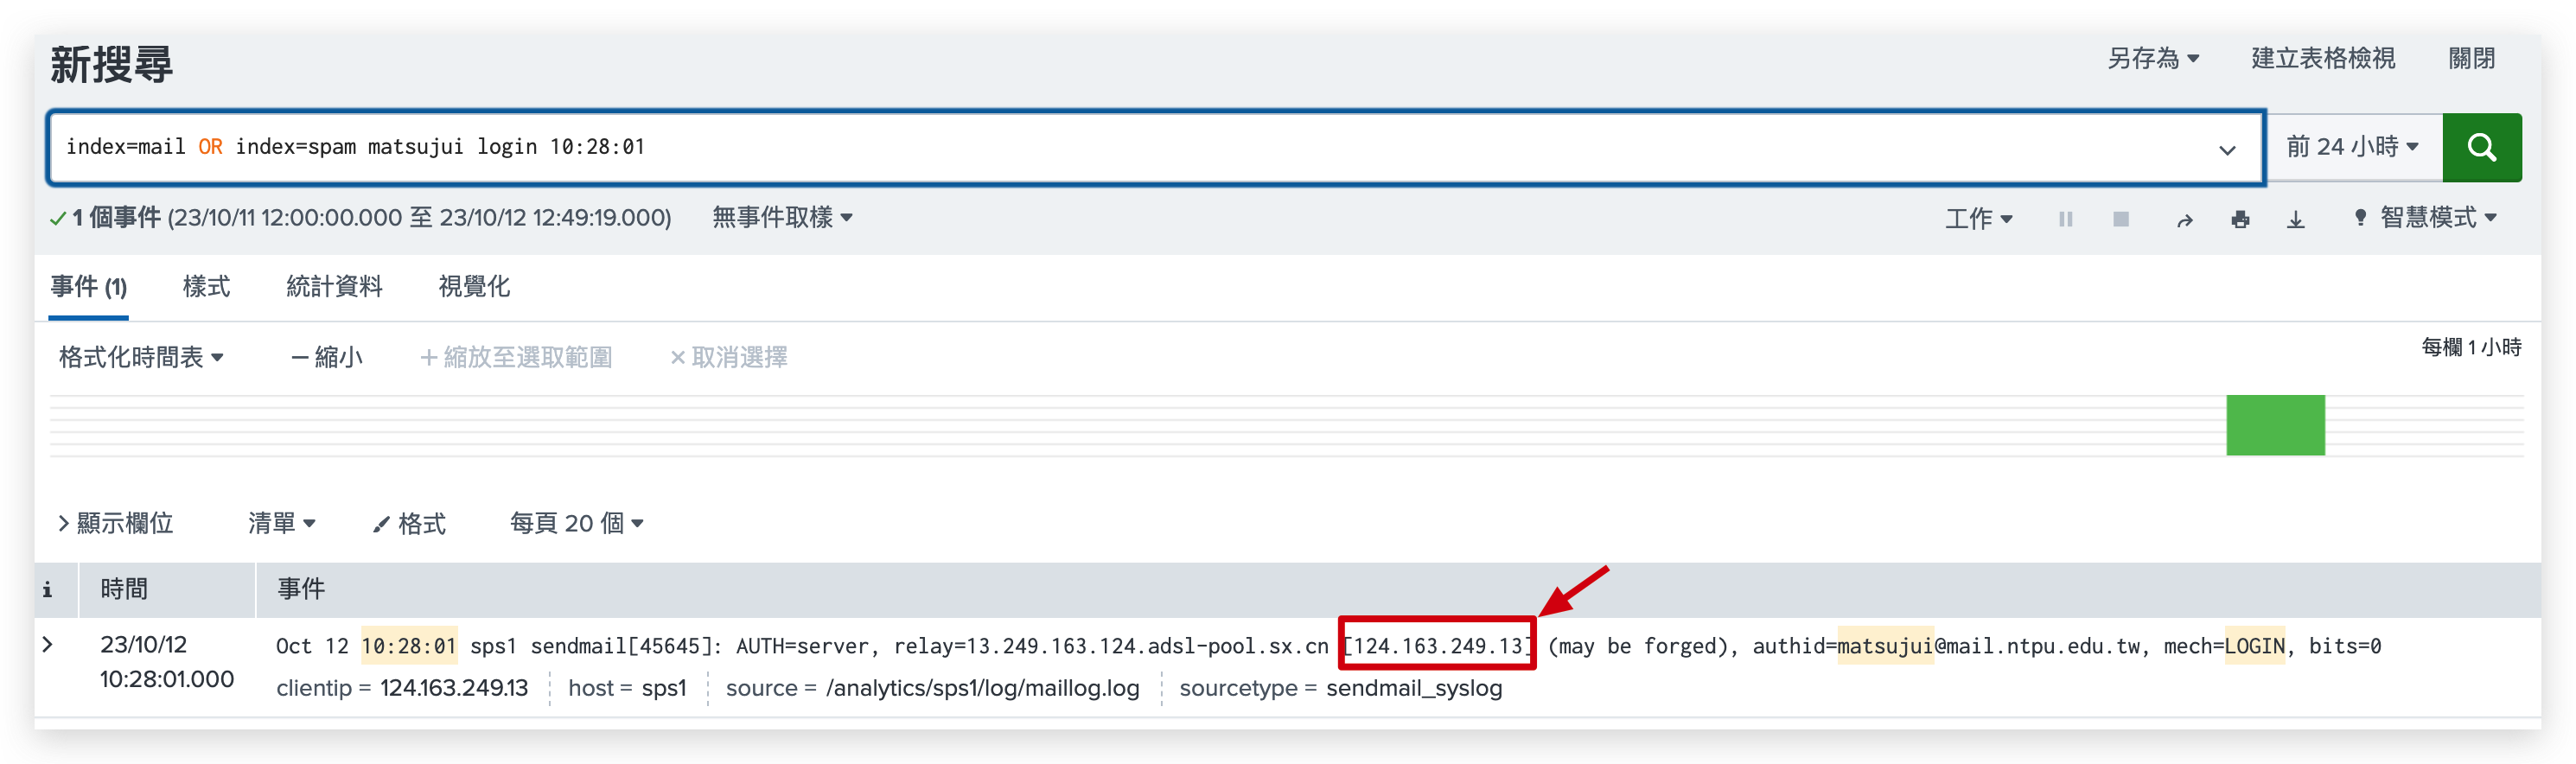 新搜尋
另存為 建立表格檢視 關閉
index=mail OR index=spam matsujui login 10:28:01
前 24 小時
1 個事件 (23/10/11 12:00:00.000 至 23/10/12 12:49:19.000) 無事件取樣
工作 智慧模式
事件 (1) 樣式 統計資料 視覺化
格式化時間表 — 縮小 + 縮放至選取範圍 × 取消選擇
每欄 1 小時
> 顯示欄位 清單 格式 每頁 20 個
i 時間 事件
> 23/10/12 10:28:01.000
Oct 12 10:28:01 sps1 sendmail[45645]: AUTH=server, relay=13.249.163.124.adsl-pool.sx.cn [124.163.249.13] (may be forged), authid=matsujui@mail.ntpu.edu.tw, mech=LOGIN, bits=0
clientip = 124.163.249.13 host = sps1 source = /analytics/sps1/log/maillog.log sourcetype = sendmail_syslog